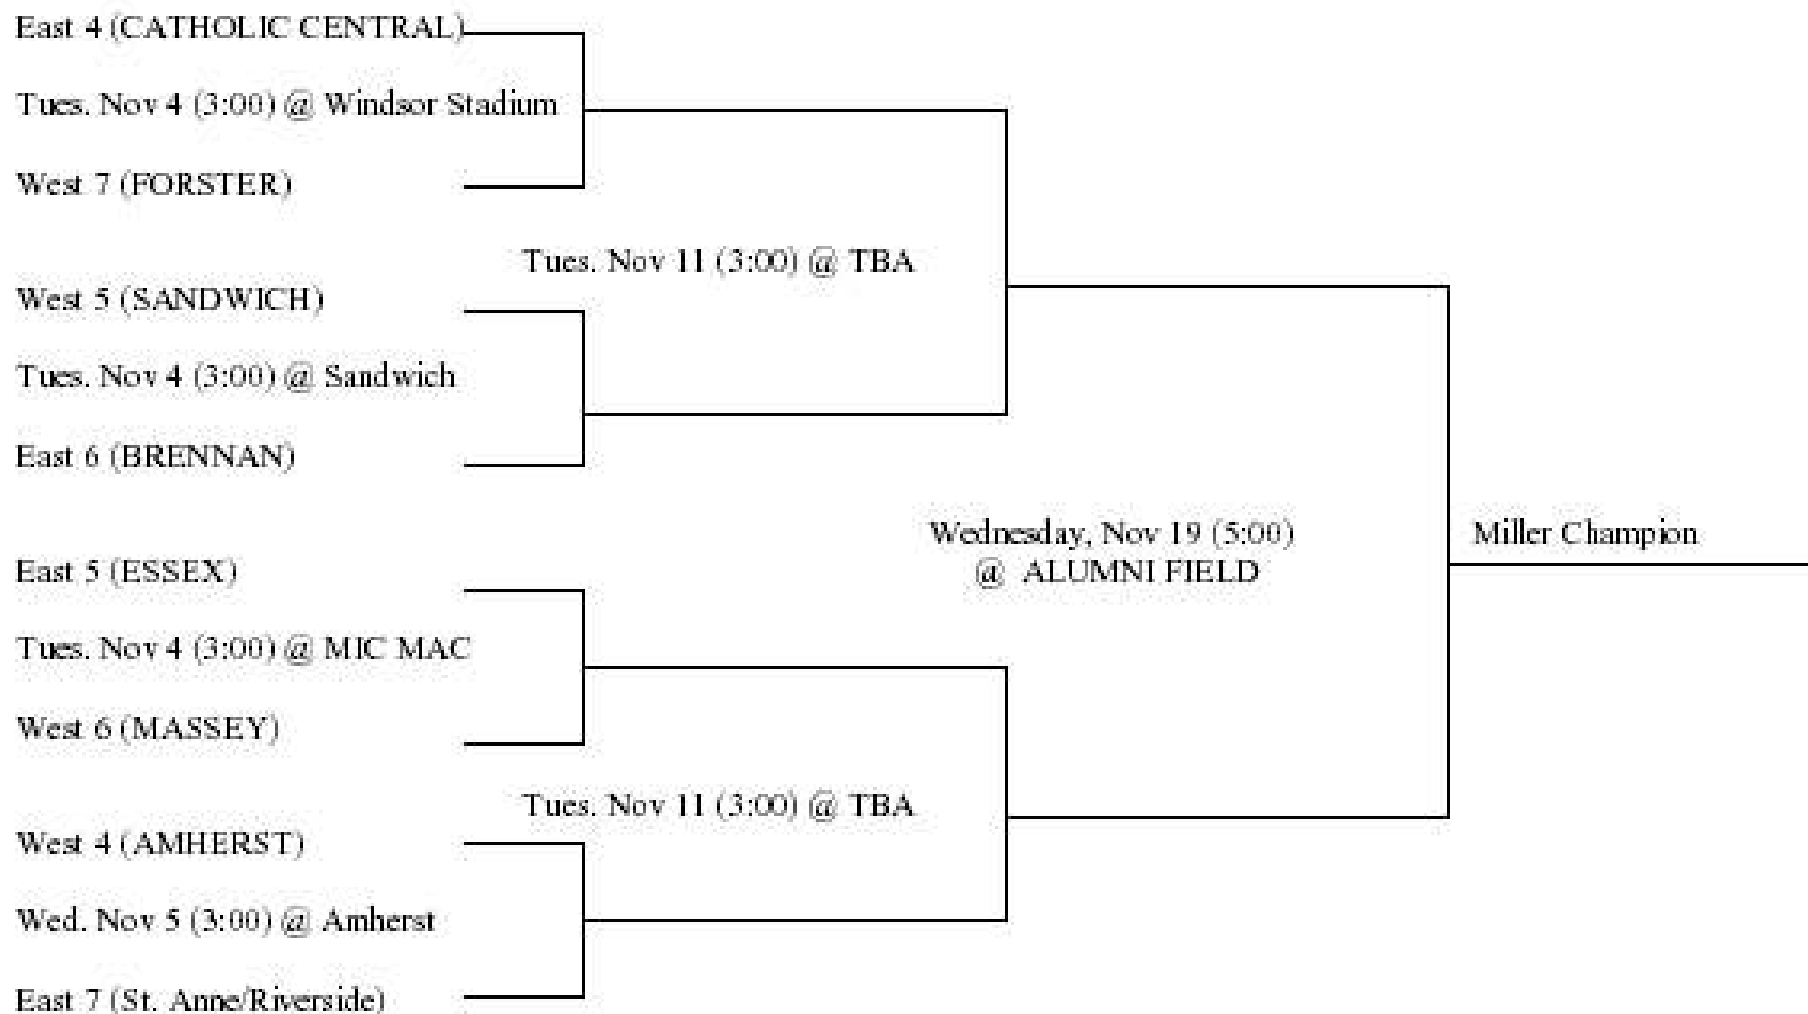 East 4 (CATHOLIC CENTRAL)
Tues. Nov 4 (3:00) @ Windsor Stadium
West 7 (FORSTER)
Tues. Nov 11 (3:00) @ TBA
West 5 (SANDWICH)
Tues. Nov 4 (3:00) @ Sandwich
East 6 (BRENNAN)
Wednesday, Nov 19 (5:00)
@ ALUMNI FIELD
Miller Champion
East 5 (ESSEX)
Tues. Nov 4 (3:00) @ MIC MAC
West 6 (MASSEY)
Tues. Nov 11 (3:00) @ TBA
West 4 (AMHERST)
Wed. Nov 5 (3:00) @ Amherst
East 7 (St. Anne/Riverside)